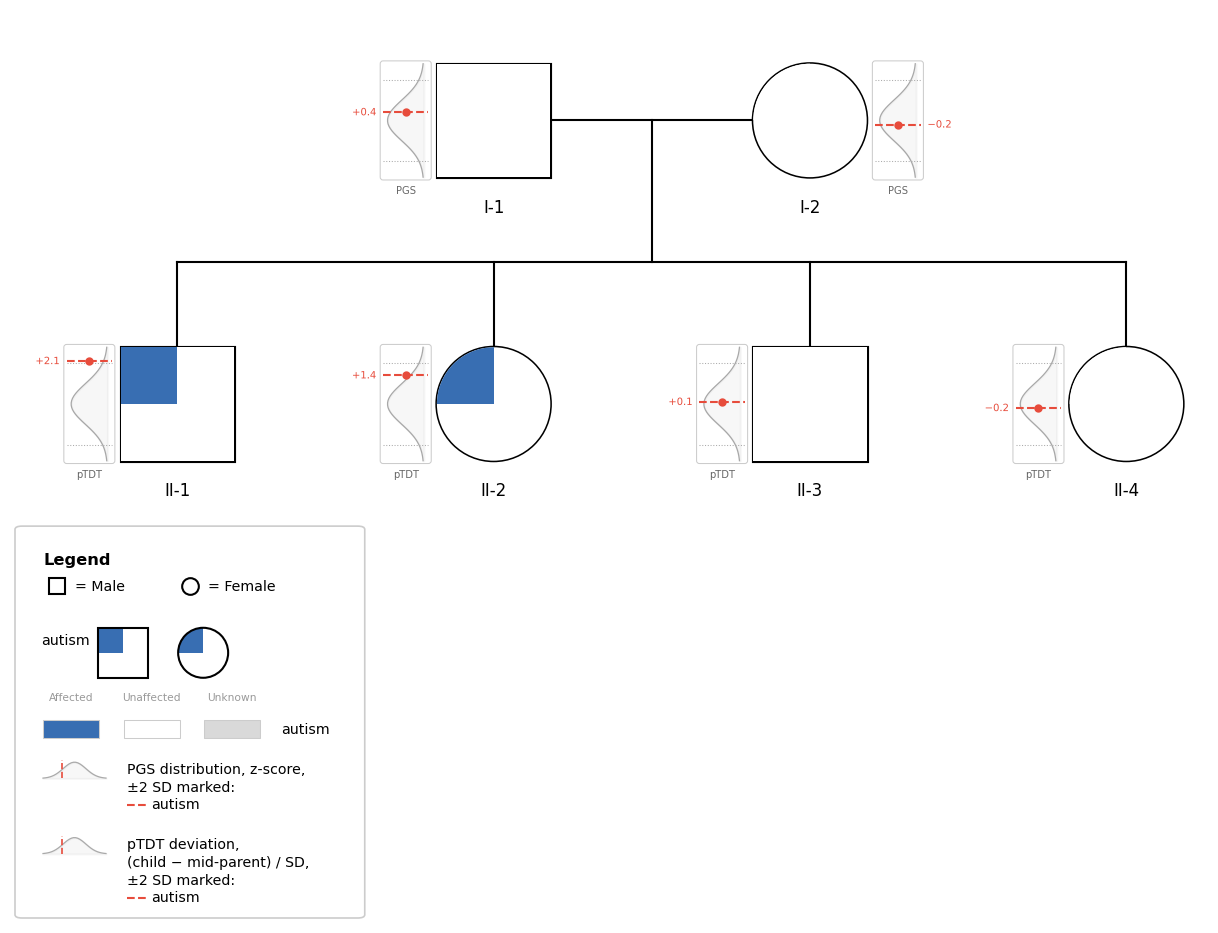 +0.4
−0.2
PGS
PGS
I-1
I-2
+2.1
+1.4
+0.1
−0.2
pTDT
pTDT
pTDT
pTDT
II-1
II-2
II-3
II-4
Legend
= Male
= Female
autism
Affected
Unaffected
Unknown
autism
PGS distribution, z-score,
±2 SD marked:
autism
pTDT deviation,
(child − mid-parent) / SD,
±2 SD marked:
autism